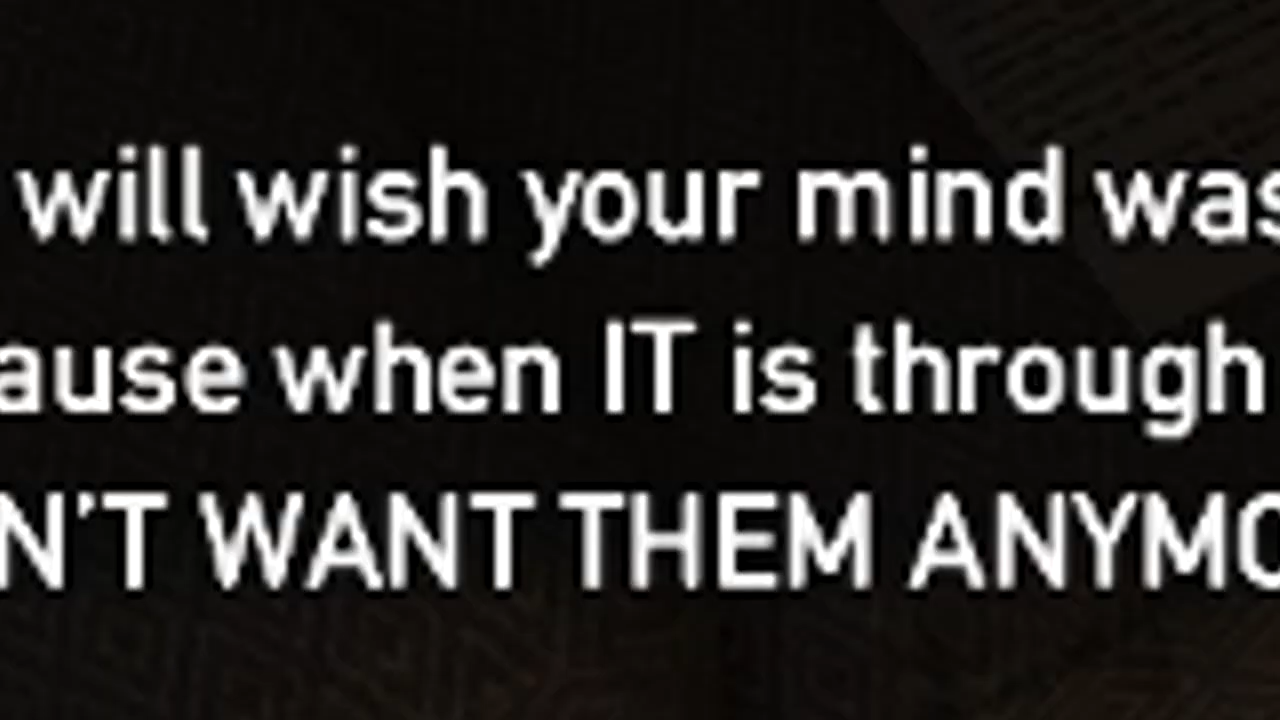 will wish your mind was
ause when IT is through
N'T WANT THEM ANYMO